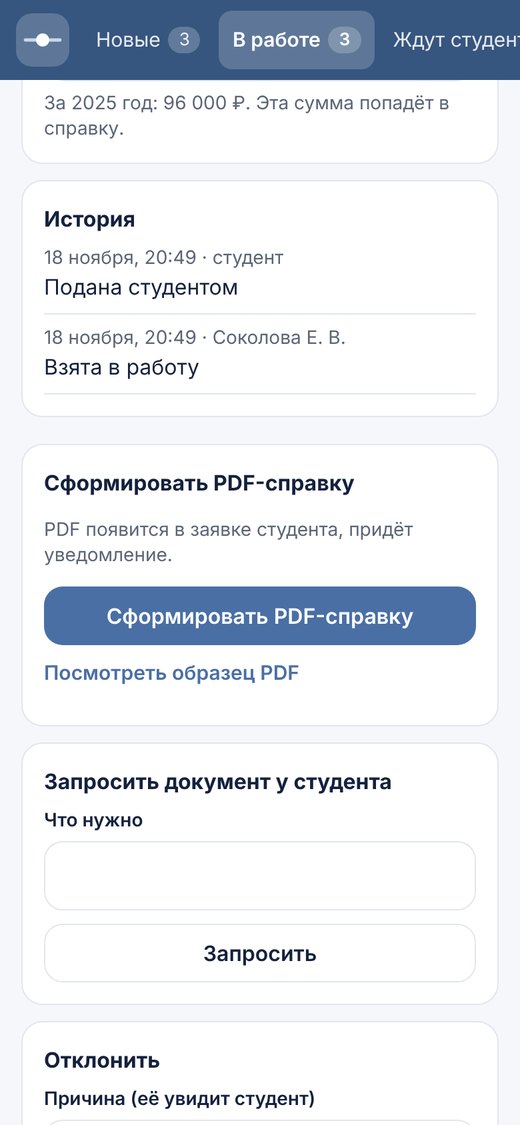 Новые 3 В работе 3 Ждут студен
За 2025 год: 96 000 ₽. Эта сумма попадёт в
справку.
История
18 ноября, 20:49 · студент
Подана студентом
18 ноября, 20:49 · Соколова Е. В.
Взята в работу
Сформировать PDF-справку
PDF появится в заявке студента, придёт
уведомление.
Сформировать PDF-справку
Посмотреть образец PDF
Запросить документ у студента
Что нужно
Запросить
Отклонить
Причина (её увидит студент)